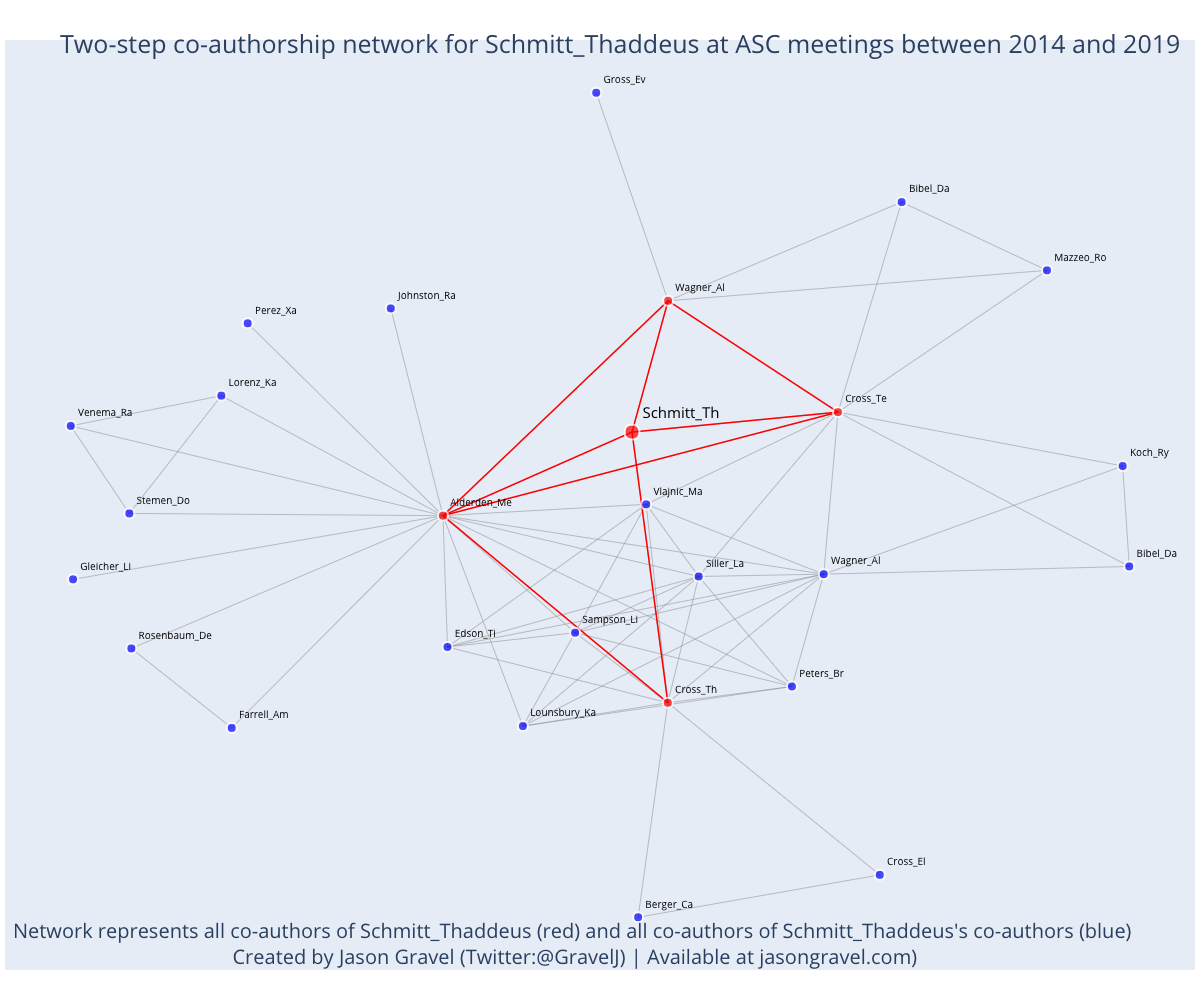 Two-step co-authorship network for Schmitt_Thaddeus at ASC meetings between 2014 and 2019
Gross_Ev
Bibel_Da
Mazzeo_Ro
Wagner_Al
Johnston_Ra
Perez_Xa
Lorenz_Ka
Cross_Te
Venema_Ra
Schmitt_Th
Koch_Ry
Vlajnic_Ma
Stemen_Do
Alderden_Me
Bibel_Da
Wagner_Al
Siller_La
Gleicher_Li
Sampson_Li
Edson_Ti
Rosenbaum_De
Peters_Br
Cross_Th
Lounsbury_Ka
Farrell_Am
Cross_El
Berger_Ca
Network represents all co-authors of Schmitt_Thaddeus (red) and all co-authors of Schmitt_Thaddeus's co-authors (blue)
Created by Jason Gravel (Twitter:@GravelJ) | Available at jasongravel.com)